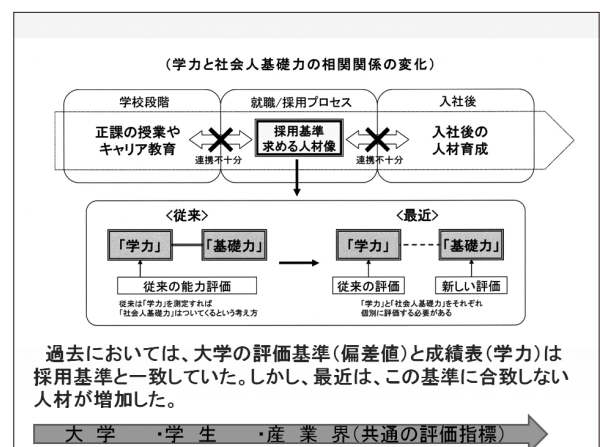 (学力と社会人基礎力の相関関係の変化)
学校段階
就職/採用プロセス
入社後
正課の授業や
キャリア教育
連携不十分
採用基準
求める人材像
連携不十分
入社後の
人材育成
<従来>
<最近>
「学力」
「基礎力」
「学力」
「基礎力」
従来の能力評価
従来の評価
新しい評価
従来は「学力」を測定すれば
「社会人基礎力」はついてくるという考え方
「学力」と「社会人基礎力」をそれぞれ
個別に評価する必要がある
過去においては、大学の評価基準(偏差値)と成績表(学力)は
採用基準と一致していた。しかし、最近は、この基準に合致しない
人材が増加した。
大 学 ・学 生 ・産 業 界(共通の評価指標)